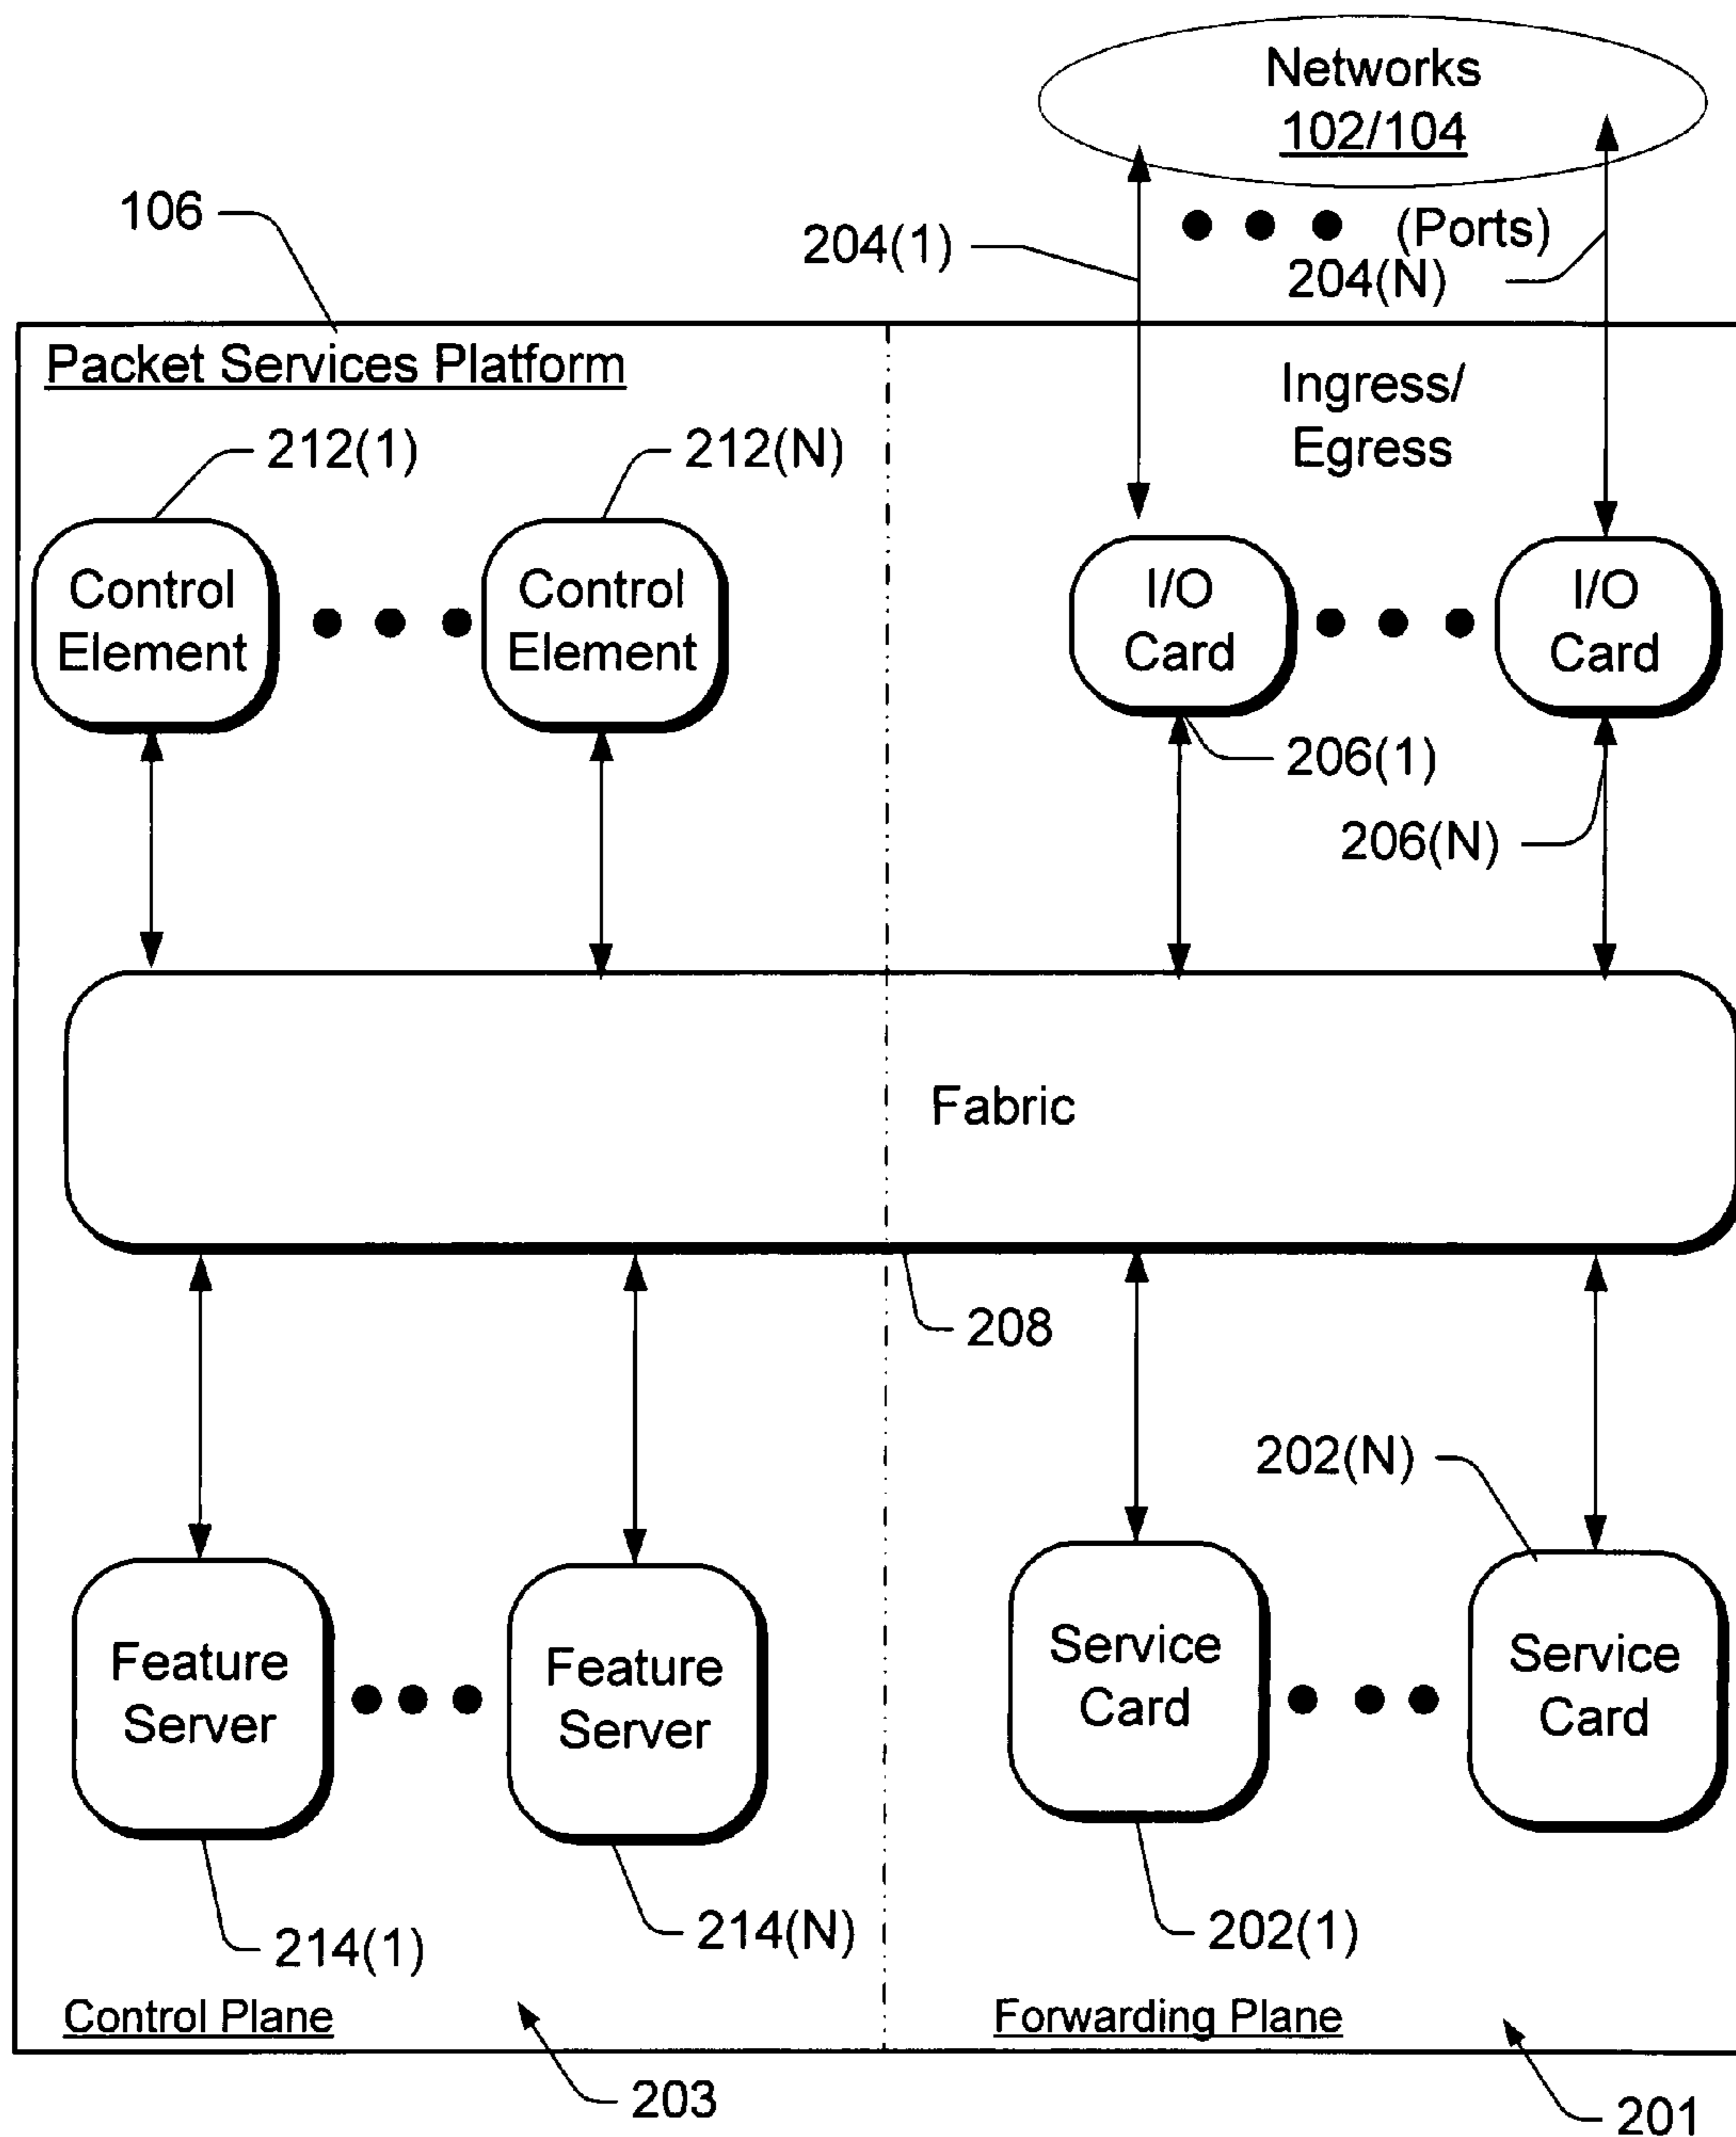 Networks
102/104
106
204(1)
(Ports)
204(N)
Packet Services Platform
Ingress/
Egress
212(1)
212(N)
Control
Element
Control
Element
I/O
Card
I/O
Card
206(1)
206(N)
Fabric
208
202(N)
Feature
Server
Feature
Server
Service
Card
Service
Card
214(1)
214(N)
202(1)
Control Plane
Forwarding Plane
203
201